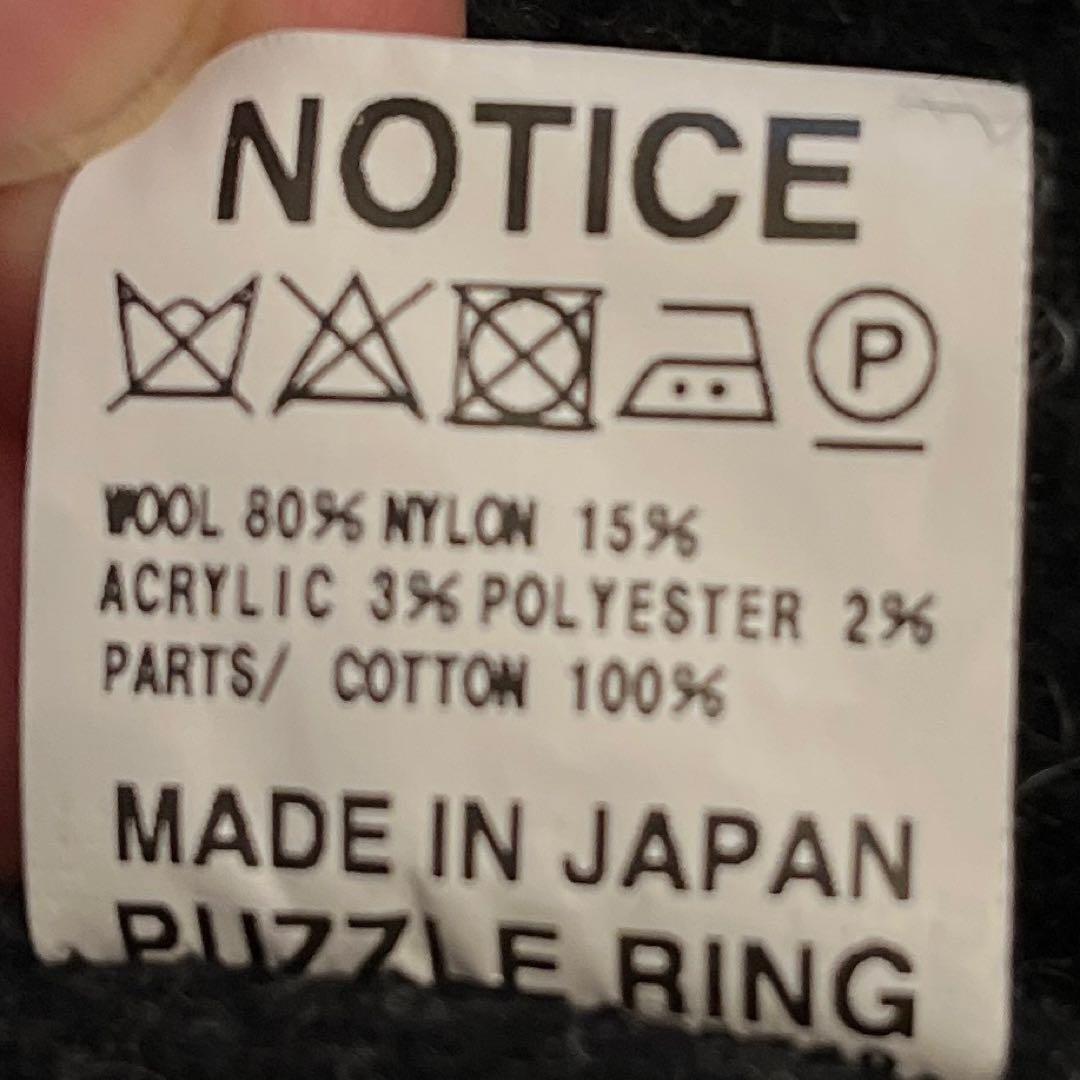 NOTICE
P
WOOL 80% NYLON 15%
ACRYLIC 3% POLYESTER 2%
PARTS/ COTTON 100%
MADE IN JAPAN
PUZZLE RING